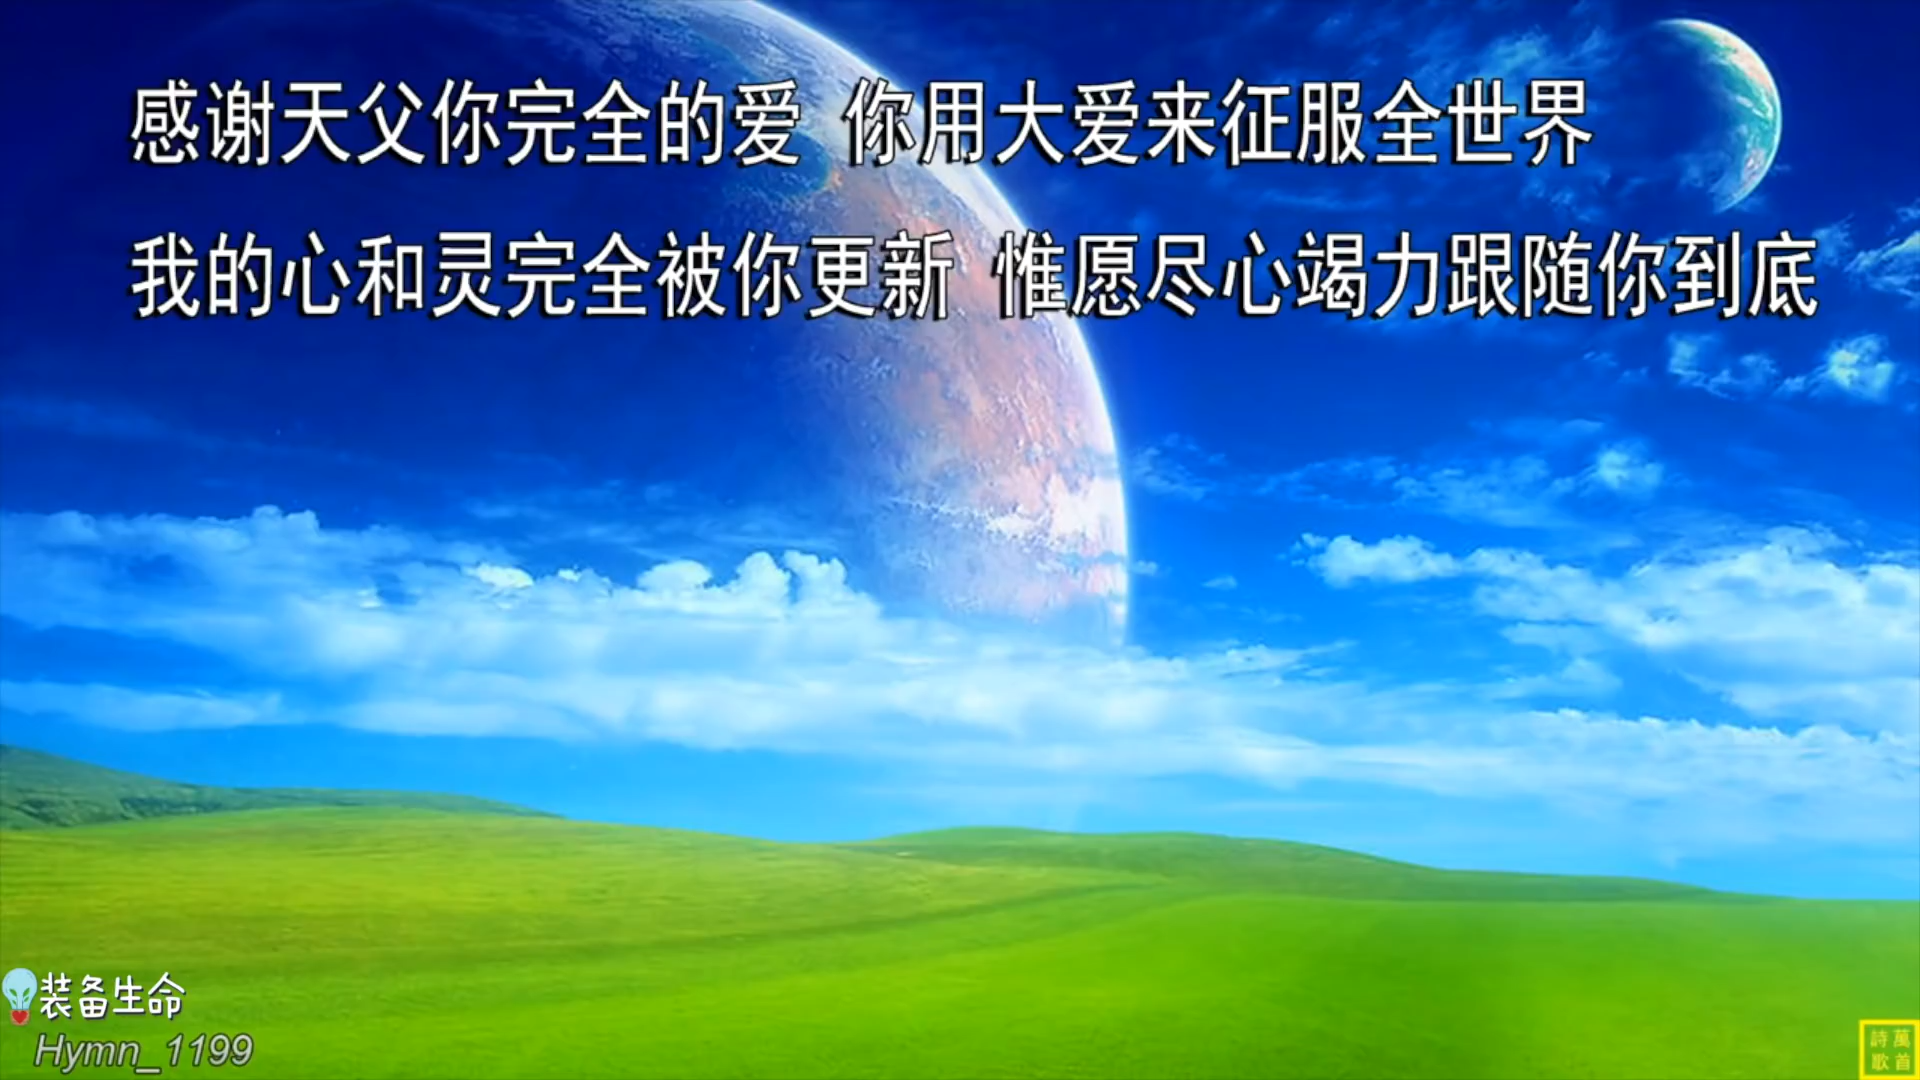 感谢天父你完全的爱 你用大爱来征服全世界
我的心和灵完全被你更新 惟愿尽心竭力跟随你到底
装备生命
Hymn_1199
萬首
詩歌